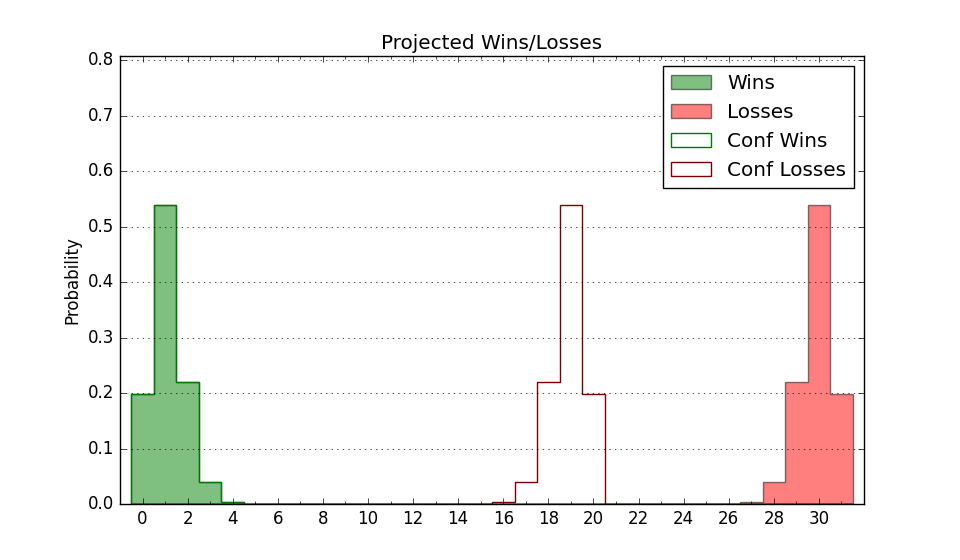 Projected Wins/Losses
Probability
0.8
0.7
0.6
0.5
0.4
0.3
0.2
0.1
0.0
Wins
Losses
Conf Wins
Conf Losses
0 2 4 6 8 10 12 14 16 18 20 22 24 26 28 30